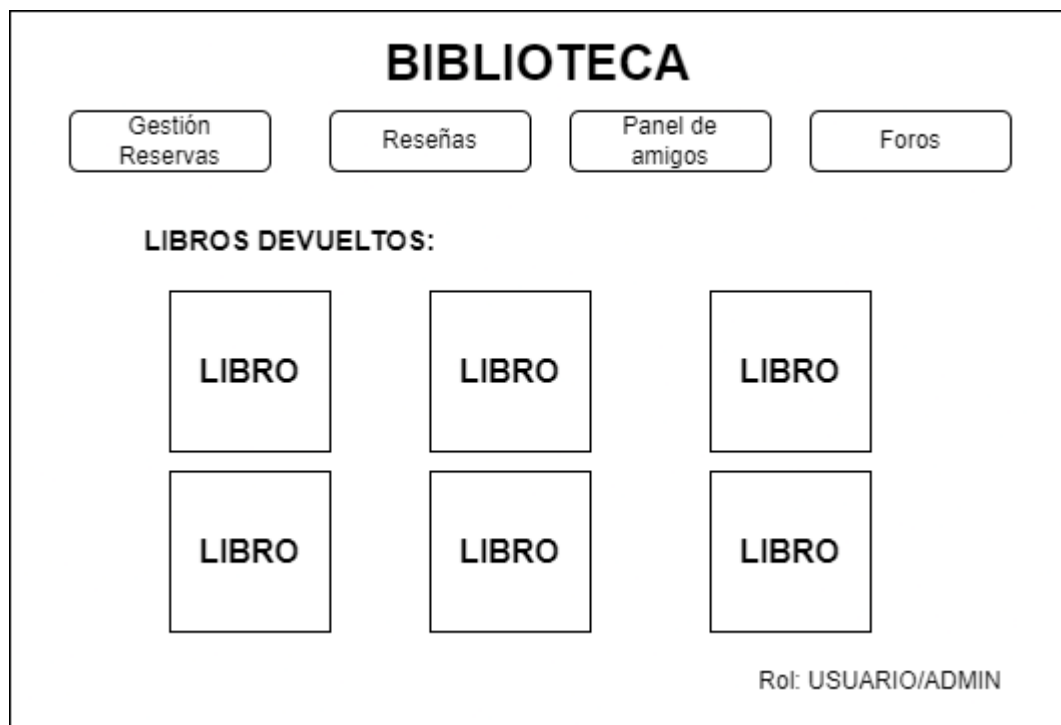 BIBLIOTECA
Gestión
Reservas
Reseñas
Panel de
amigos
Foros
LIBROS DEVUELTOS:
LIBRO
LIBRO
LIBRO
LIBRO
LIBRO
LIBRO
Rol: USUARIO/ADMIN